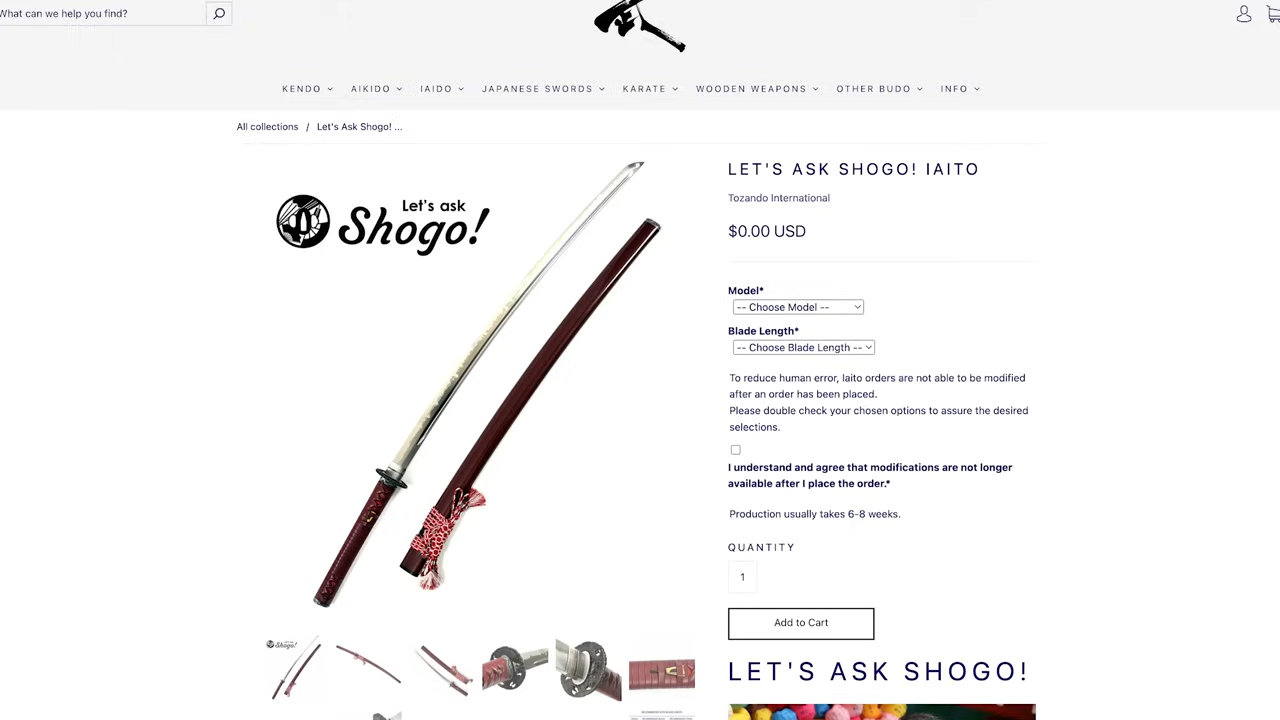 What can we help you find?
KENDO AIKIDO IAIDO JAPANESE SWORDS KARATE WOODEN WEAPONS OTHER BUDO INFO
All collections / Let's Ask Shogo! ...
Let's ask
Shogo!
LET'S ASK SHOGO! IAITO
Tozando International
$0.00 USD
Model*
-- Choose Model --
Blade Length*
-- Choose Blade Length --
To reduce human error, Iaito orders are not able to be modified
after an order has been placed.
Please double check your chosen options to assure the desired
selections.
I understand and agree that modifications are not longer
available after I place the order.*
Production usually takes 6-8 weeks.
QUANTITY
1
Add to Cart
Shogo!
LET'S ASK SHOGO!